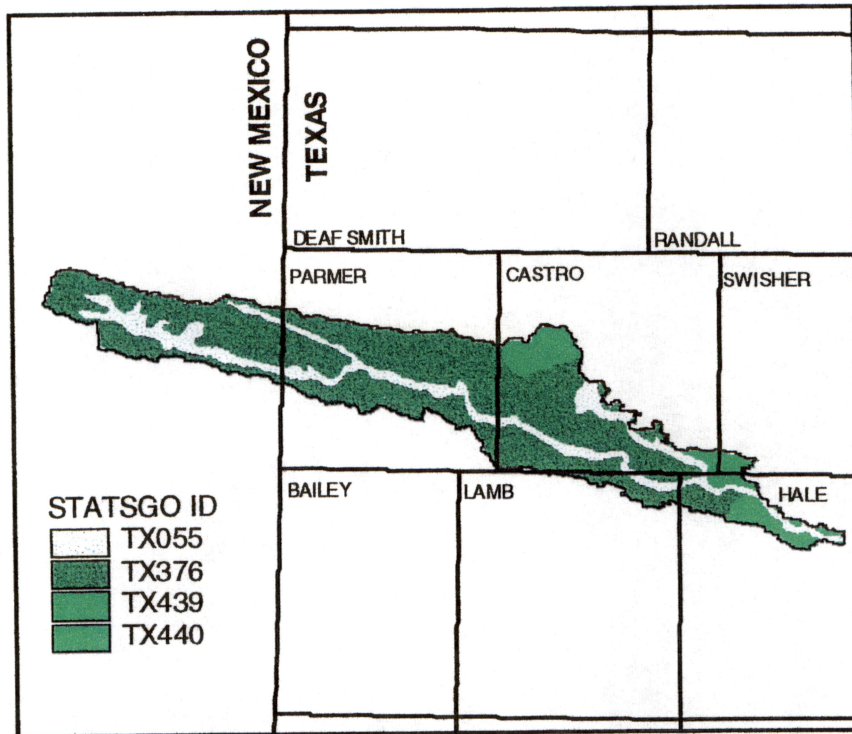 NEW MEXICO
TEXAS
DEAF SMITH
RANDALL
PARMER
CASTRO
SWISHER
BAILEY
LAMB
HALE
STATSGO ID
TX055
TX376
TX439
TX440